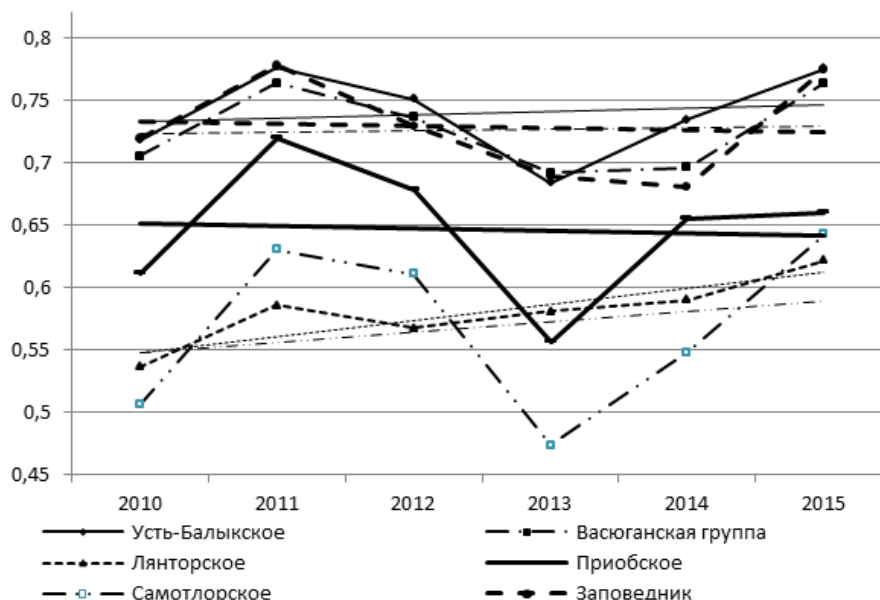 0,8
0,75
0,7
0,65
0,6
0,55
0,5
0,45
2010 2011 2012 2013 2014 2015
Усть-Балыкское Васюганская группа
Лянторское Приобское
Самотлорское Заповедник